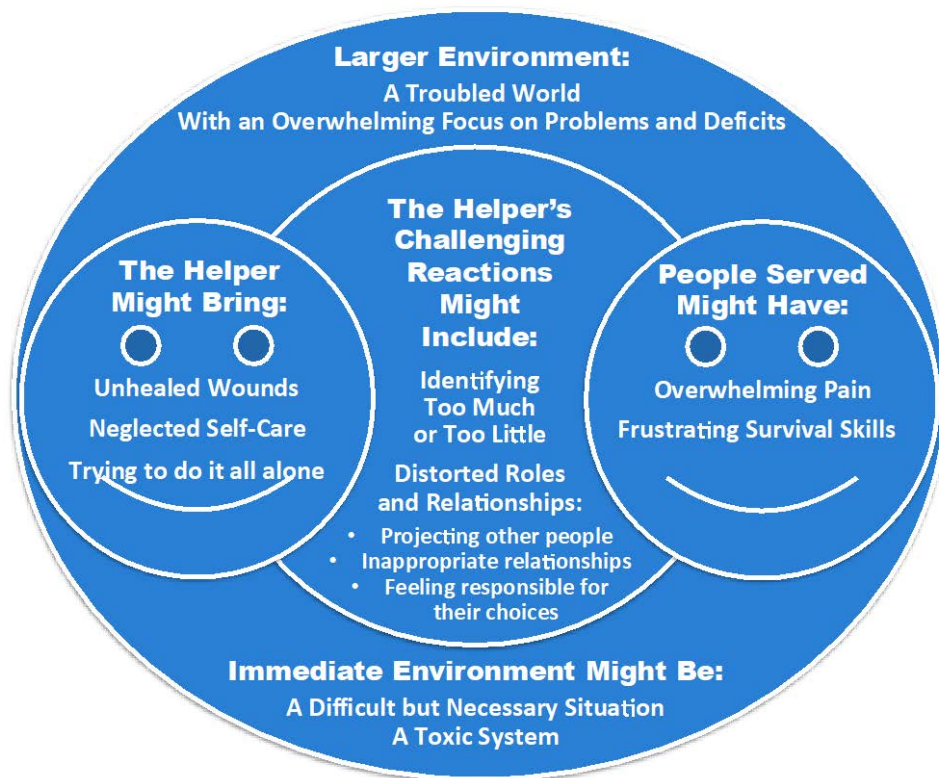 Larger Environment:
A Troubled World
With an Overwhelming Focus on Problems and Deficits
The Helper
Might Bring:
Unhealed Wounds
Neglected Self-Care
Trying to do it all alone
The Helper's
Challenging
Reactions
Might
Include:
Identifying
Too Much
or Too Little
Distorted Roles
and Relationships:
• Projecting other people
• Inappropriate relationships
• Feeling responsible for
their choices
People Served
Might Have:
Overwhelming Pain
Frustrating Survival Skills
Immediate Environment Might Be:
A Difficult but Necessary Situation
A Toxic System